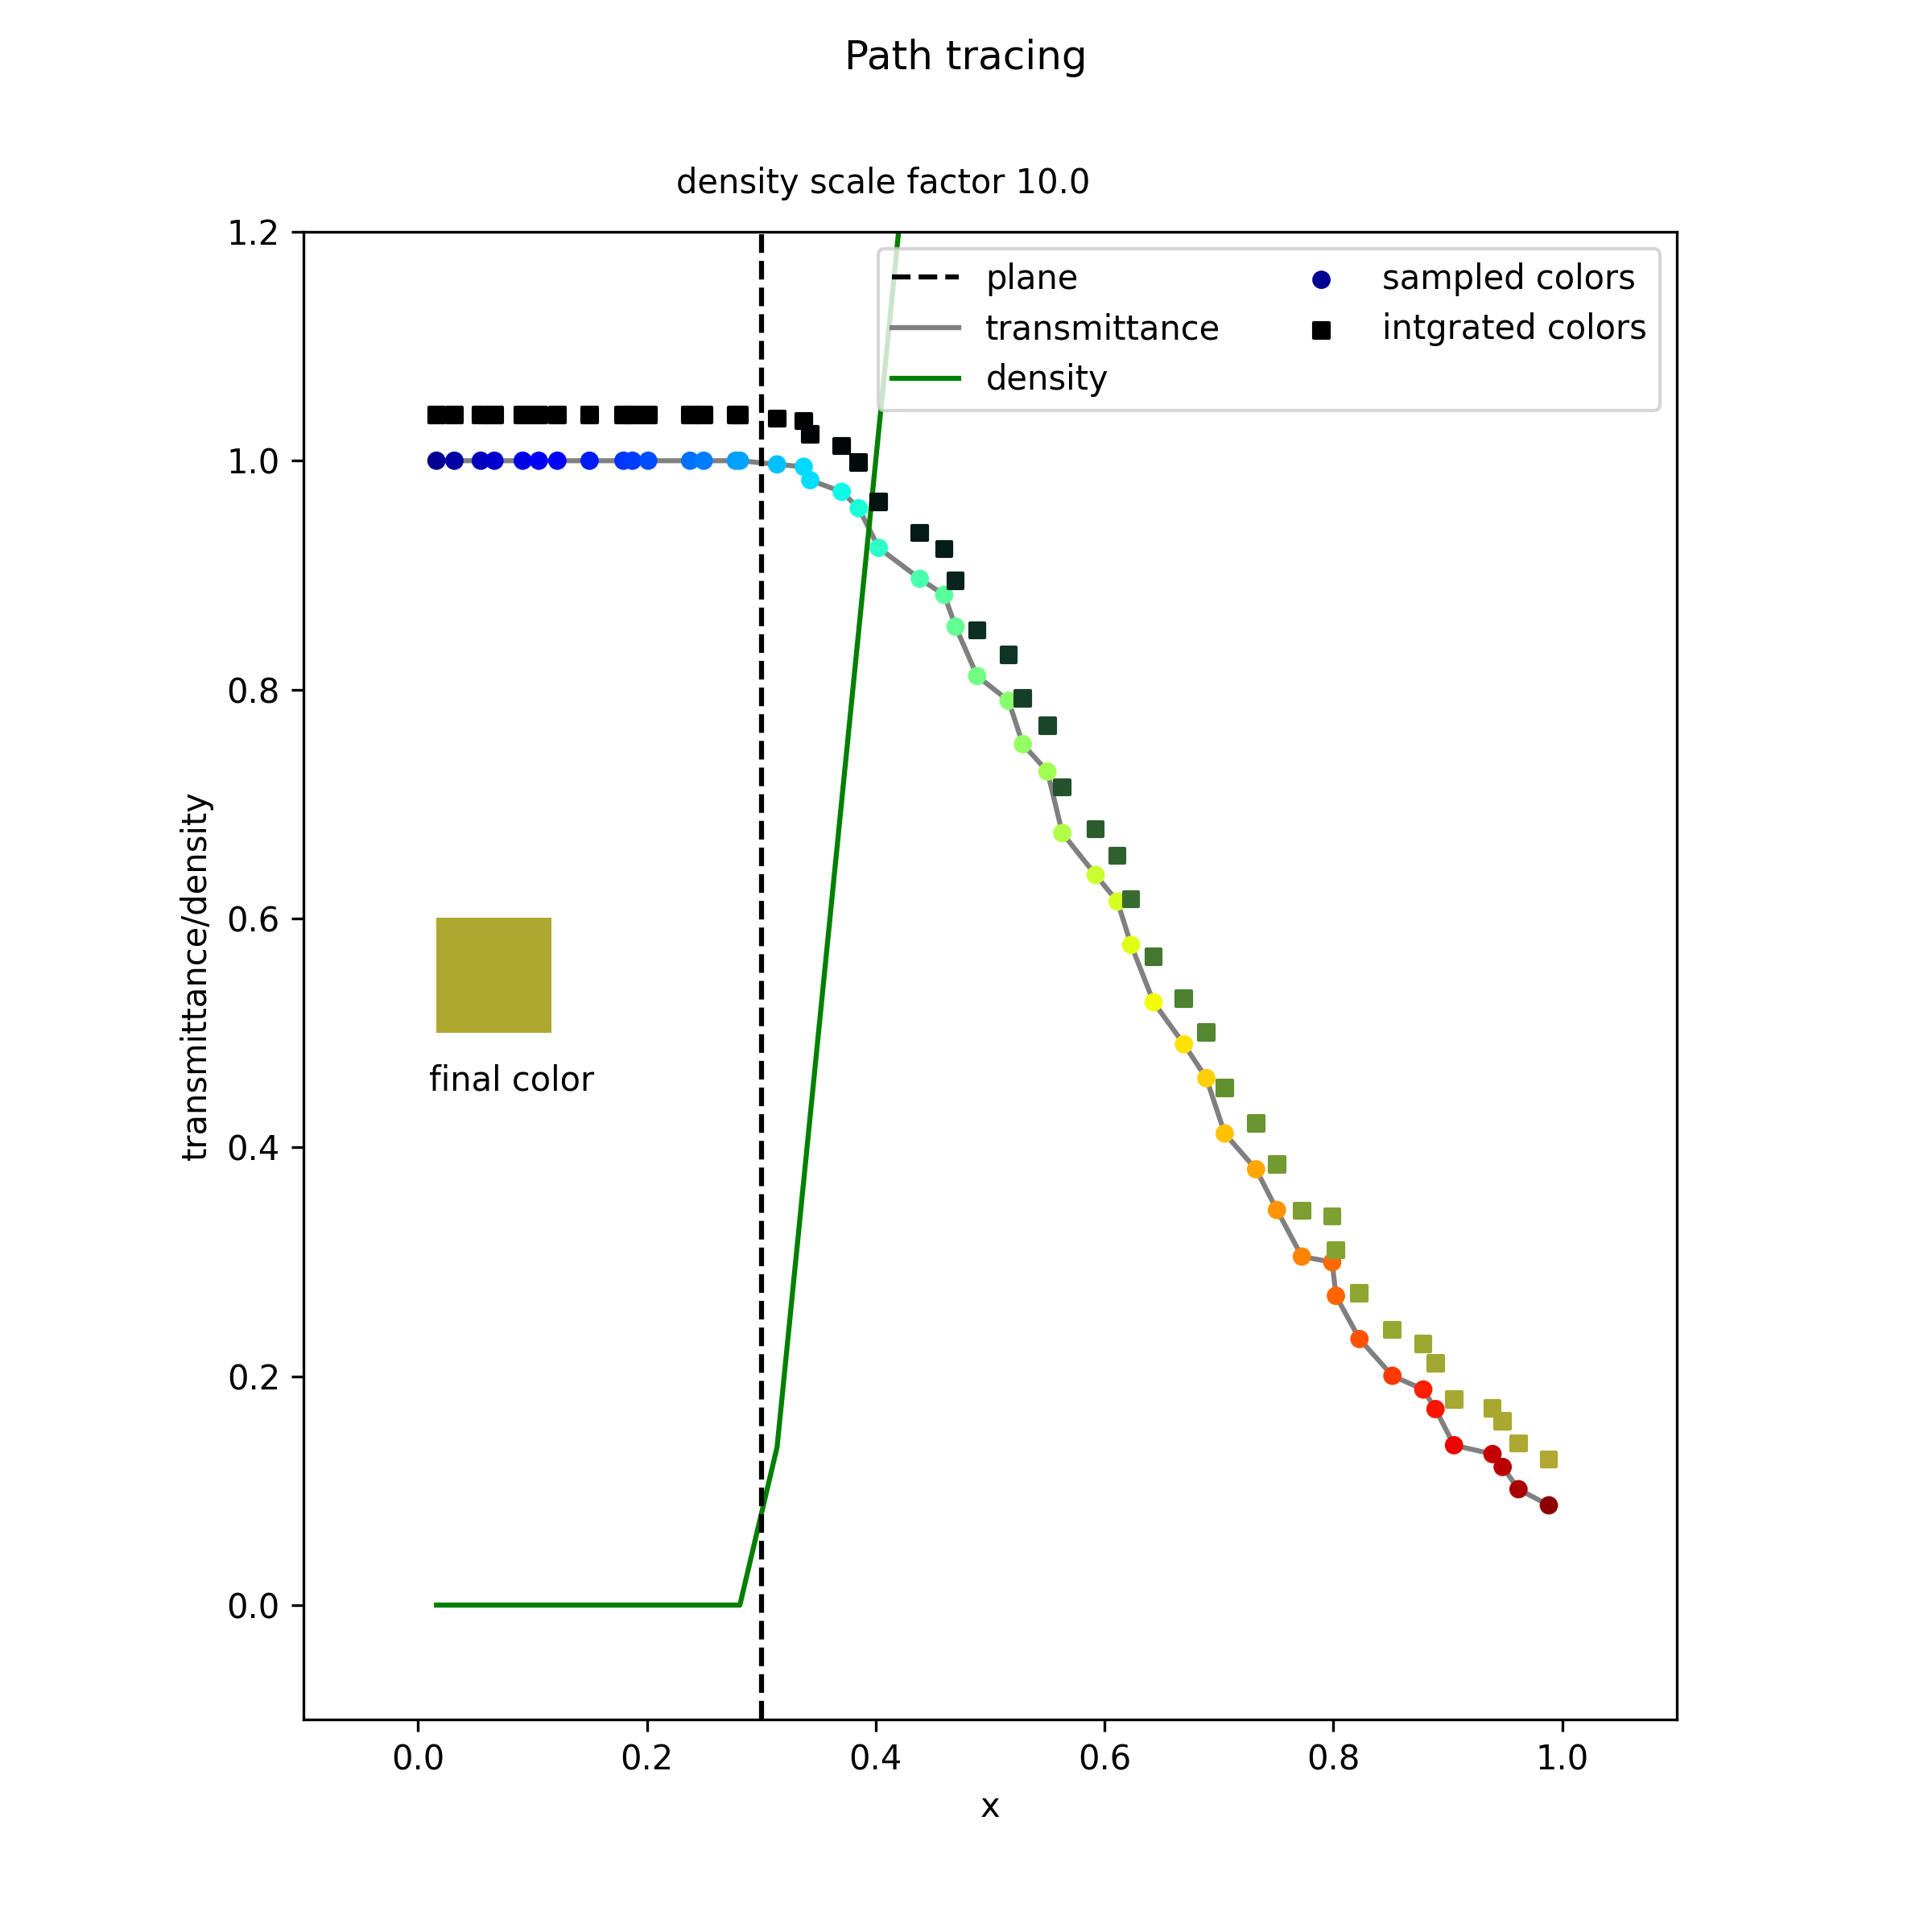 Path tracing
density scale factor 10.0
plane
transmittance
density
sampled colors
intgrated colors
1.2
1.0
0.8
0.6
0.4
0.2
0.0
transmittance/density
final color
0.0 0.2 0.4 0.6 0.8 1.0
x